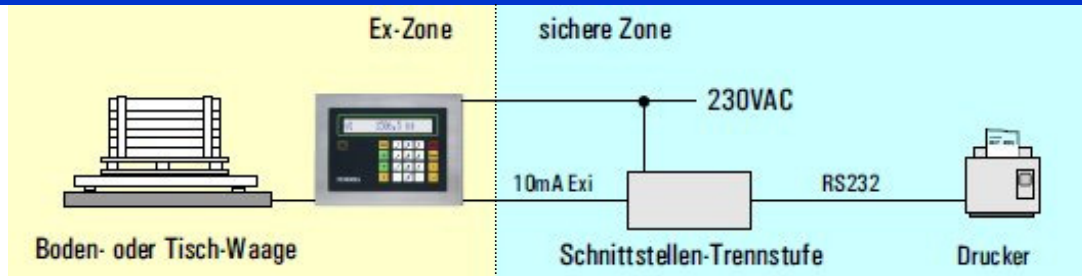 Ex-Zone
sichere Zone
230VAC
10mA Exi
RS232
Boden- oder Tisch-Waage
Schnittstellen-Trennstufe
Drucker